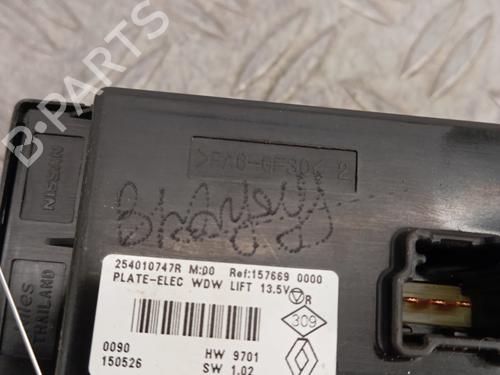 B-PARTS
>PA6-GF30< 2
NISSAN
THAILAND
254010747R M:00 Ref:157669 0000
PLATE-ELEC WDW LIFT 13.5V
R
309
0090
150526
HW 9701
SW 1.02